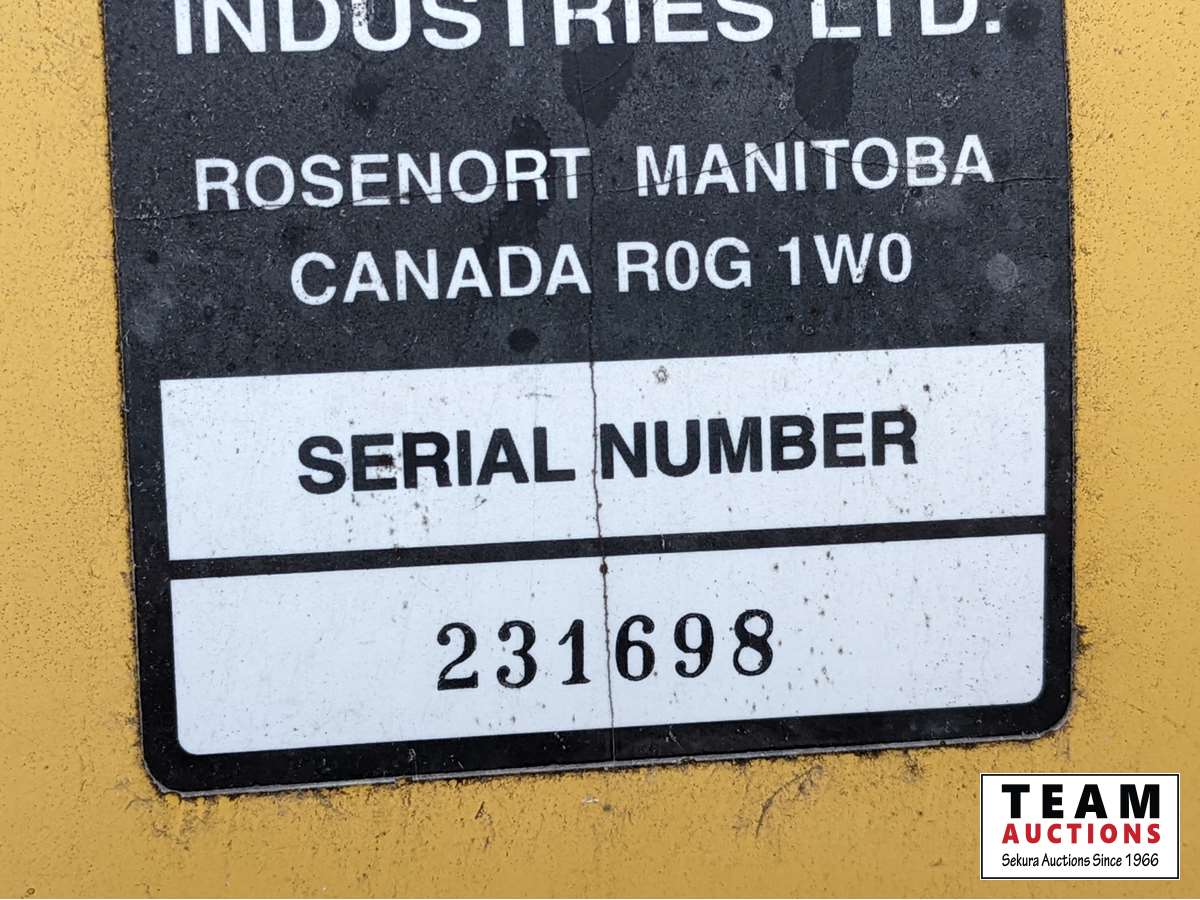 INDUSTRIES LTD.
ROSENORT MANITOBA
CANADA R0G 1W0
SERIAL NUMBER
231698
TEAM
AUCTIONS
Sekura Auctions Since 1966